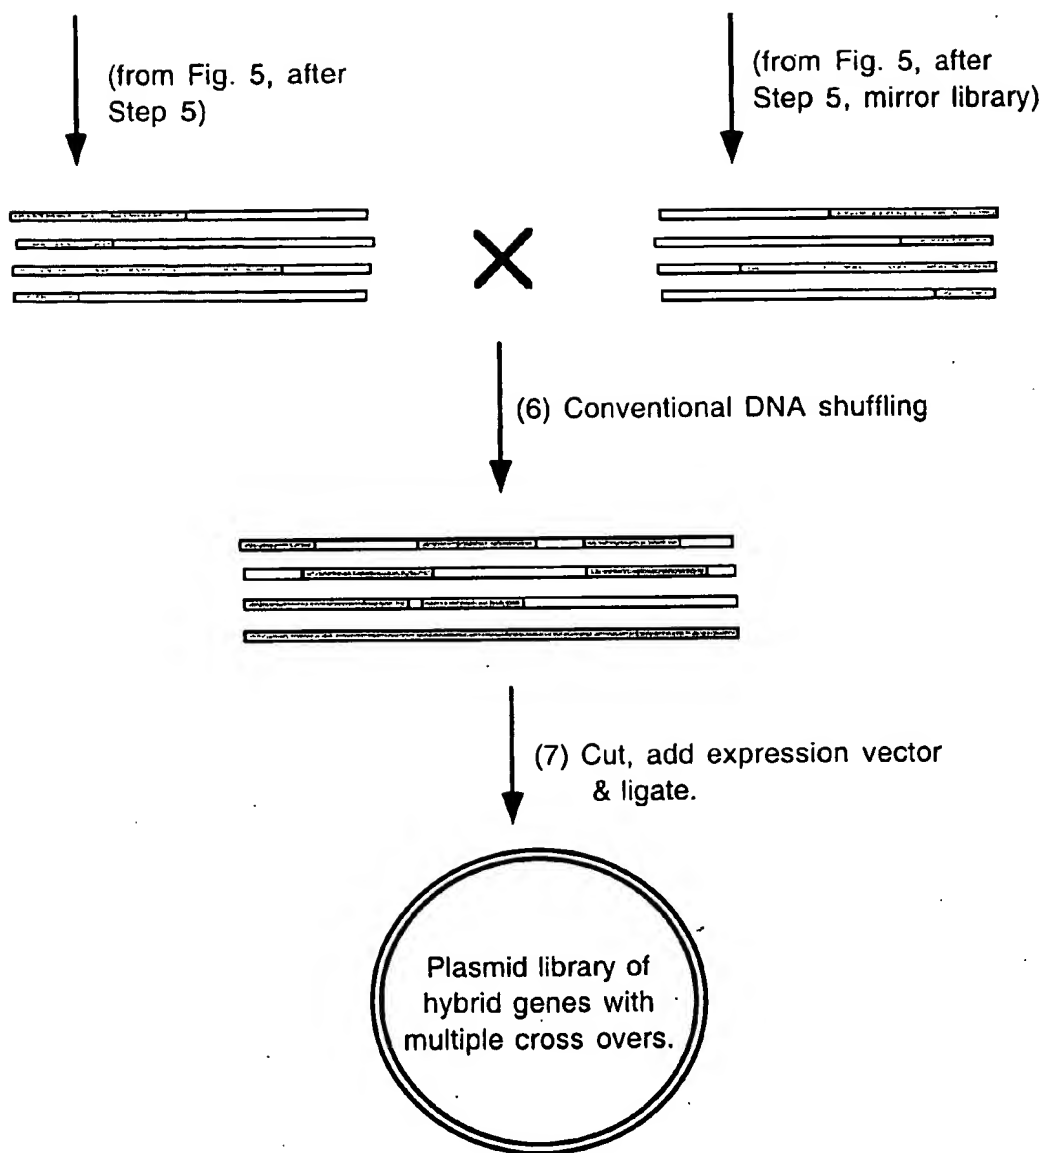 (from Fig. 5, after
Step 5)
(from Fig. 5, after
Step 5, mirror library)
(6) Conventional DNA shuffling
(7) Cut, add expression vector
& ligate.
Plasmid library of
hybrid genes with
multiple cross overs.